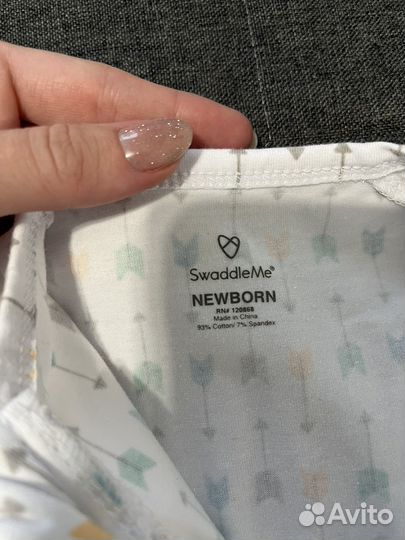 SwaddleMe®
NEWBORN
RN# 120868
Made in China
93% Cotton/ 7% Spandex
Avito